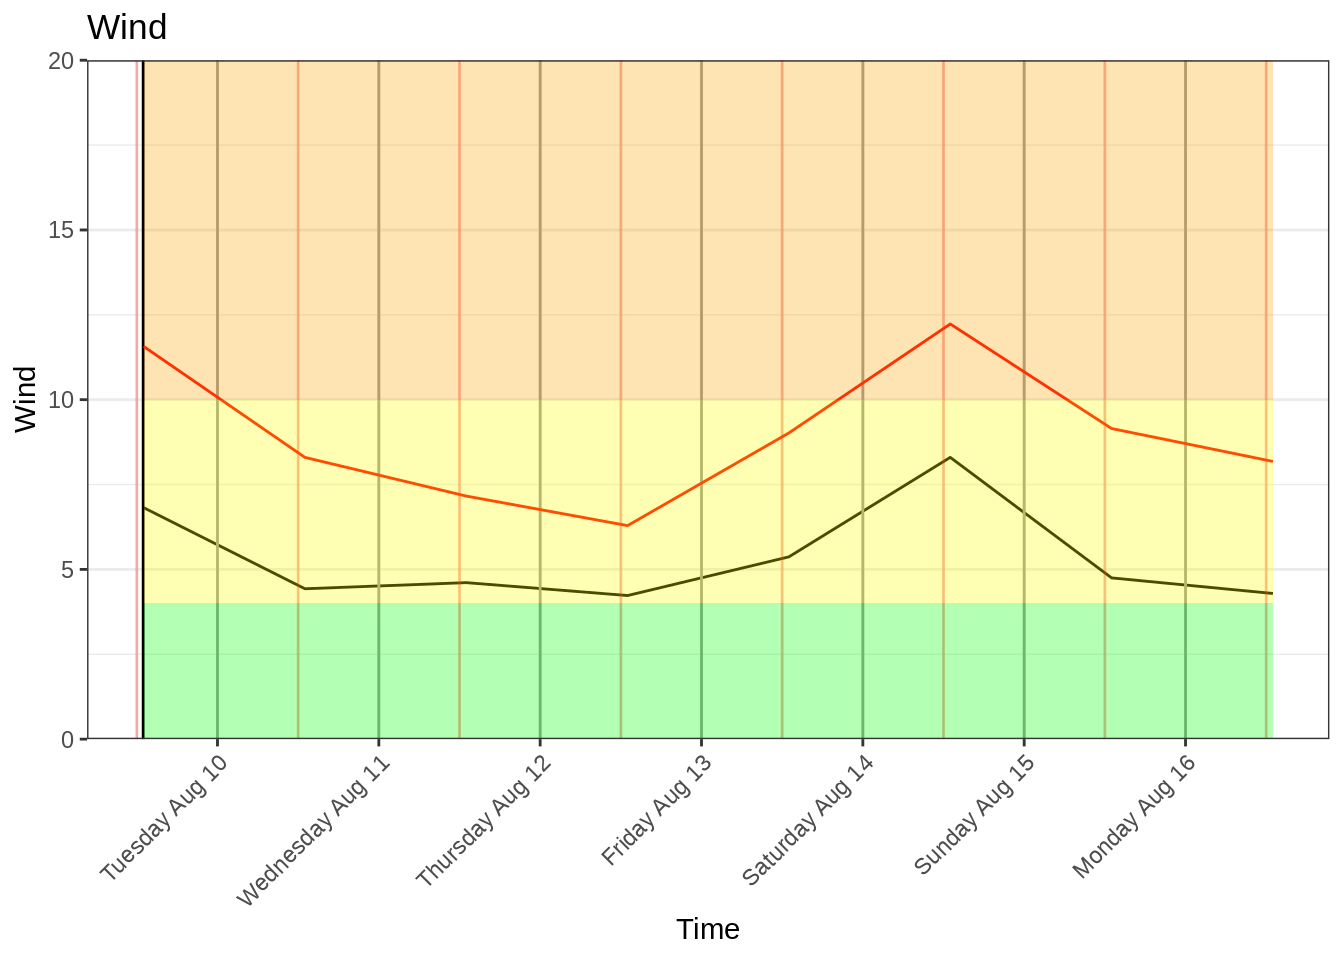 Wind
20
15
10
5
0
Wind
Tuesday Aug 10
Wednesday Aug 11
Thursday Aug 12
Friday Aug 13
Saturday Aug 14
Sunday Aug 15
Monday Aug 16
Time